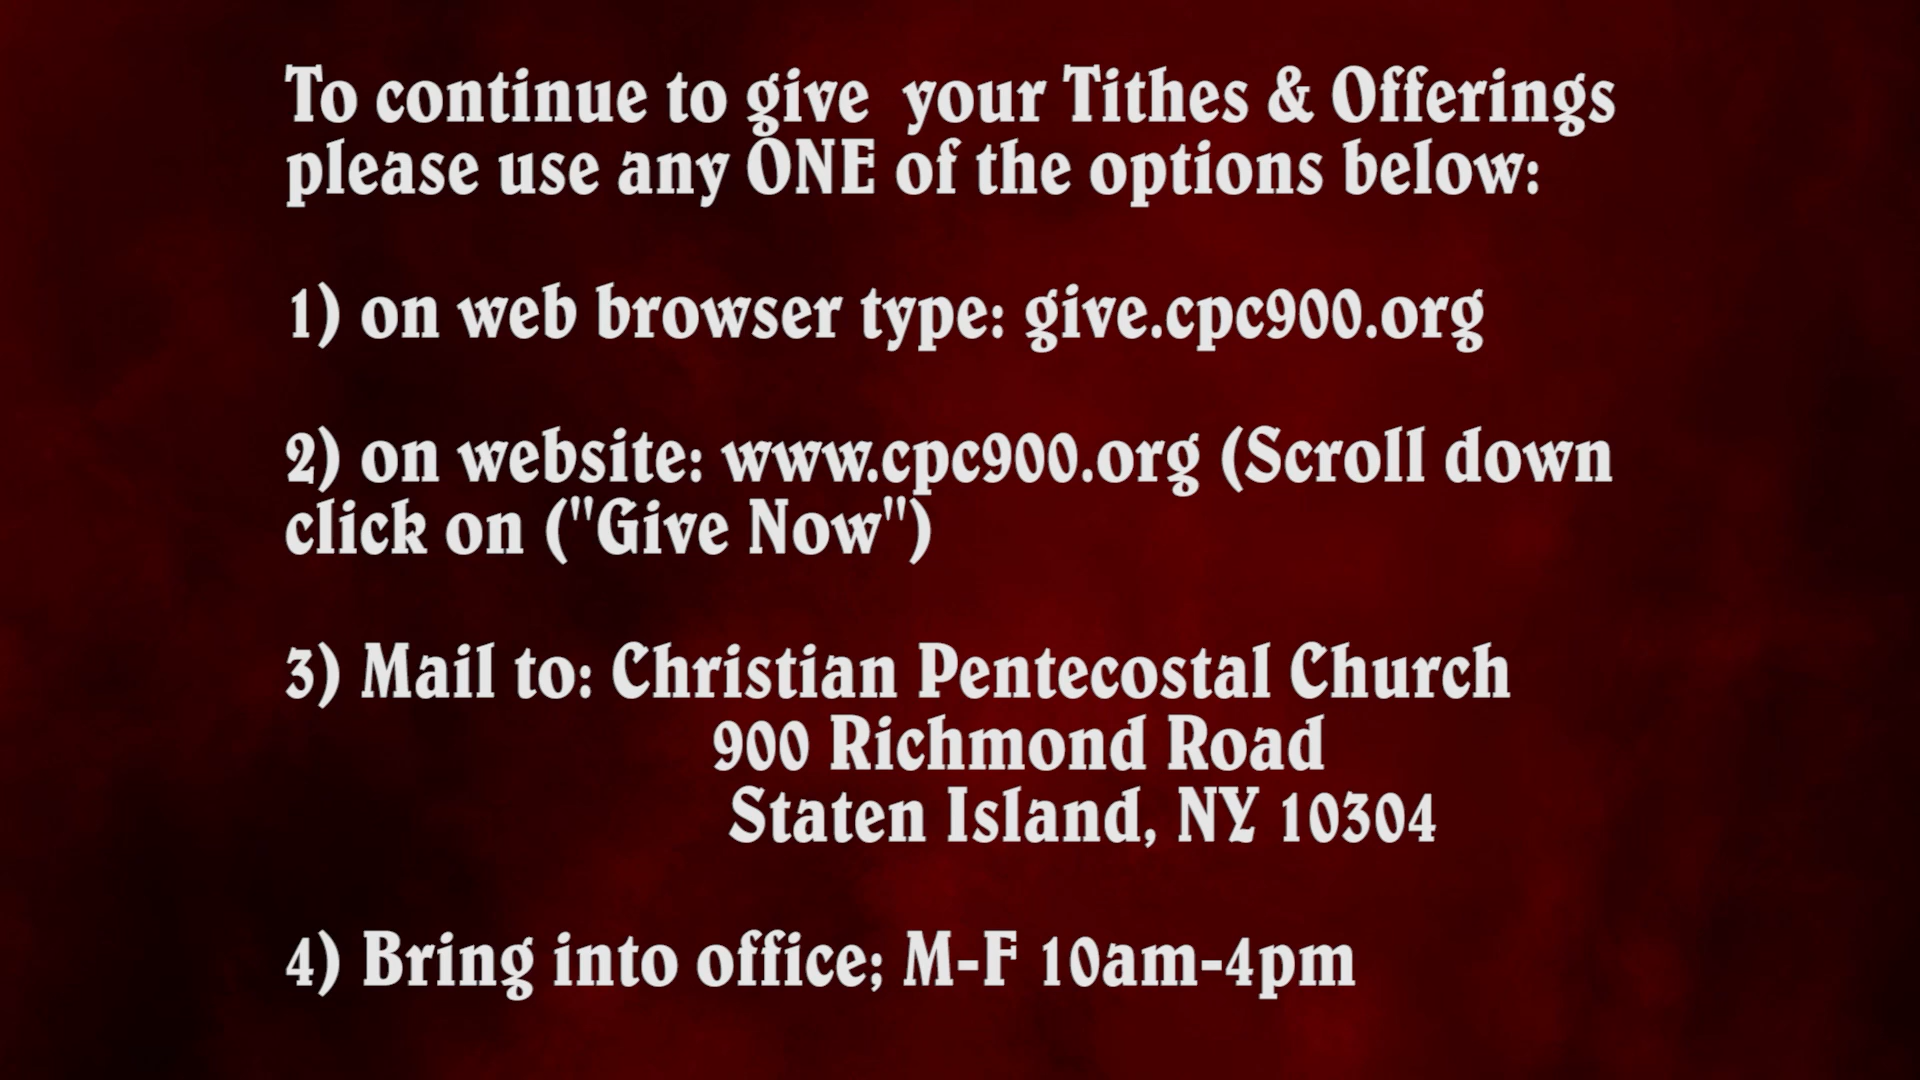 To continue to give  your Tithes & Offerings
please use any ONE of the options below:
1) on web browser type: give.cpc900.org
2) on website: www.cpc900.org (Scroll down
click on ("Give Now")
3) Mail to: Christian Pentecostal Church
900 Richmond Road
Staten Island, NY 10304
4) Bring into office; M-F 10am-4pm